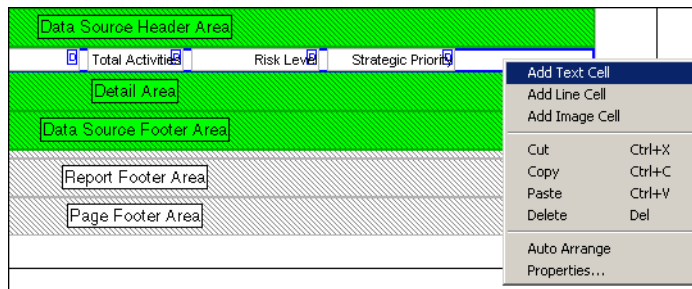 Data Source Header Area
D Total Activities D Risk Level D Strategic Priority D
Detail Area
Data Source Footer Area
Report Footer Area
Page Footer Area
Add Text Cell
Add Line Cell
Add Image Cell
Cut Ctrl+X
Copy Ctrl+C
Paste Ctrl+V
Delete Del
Auto Arrange
Properties...